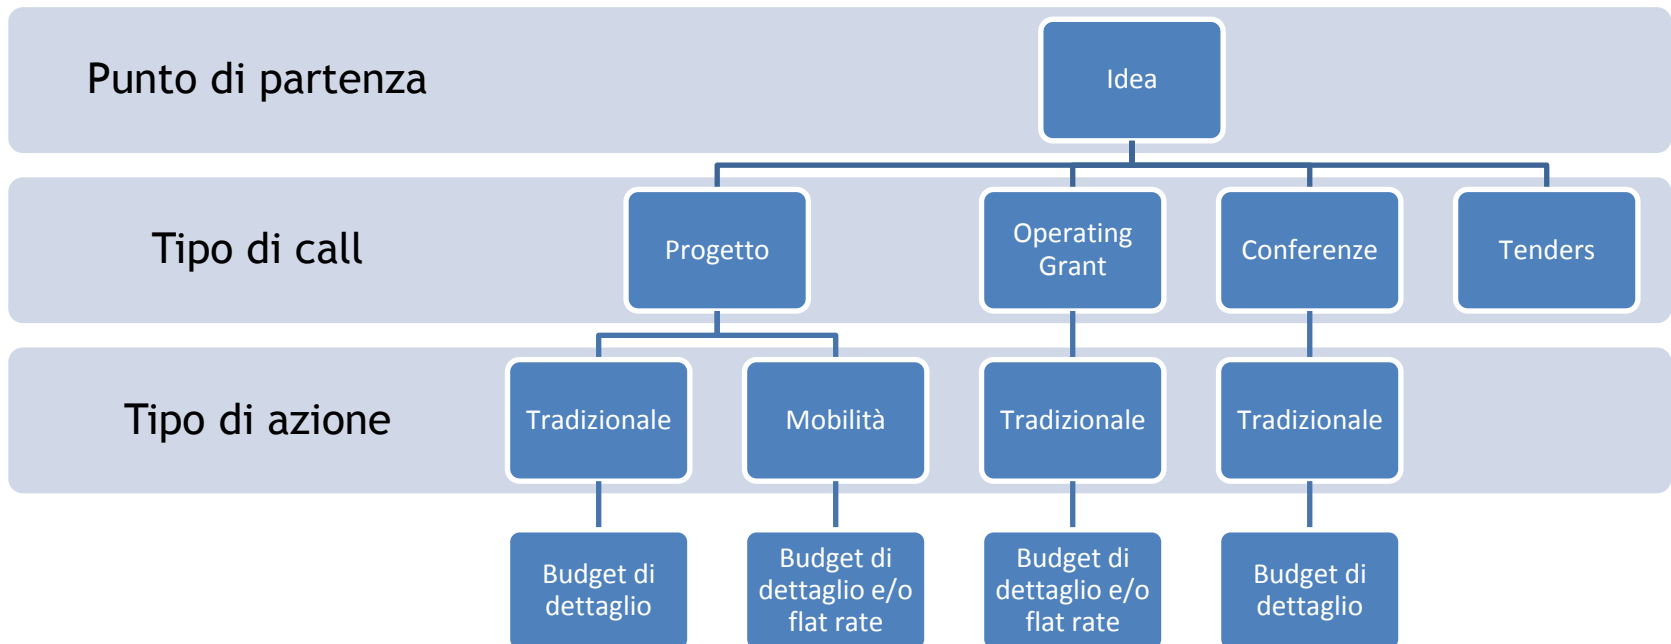 Punto di partenza
Idea
Tipo di call
Progetto
Operating
Grant
Conferenze
Tenders
Tipo di azione
Tradizionale
Mobilità
Tradizionale
Tradizionale
Budget di
dettaglio
Budget di
dettaglio e/o
flat rate
Budget di
dettaglio e/o
flat rate
Budget di
dettaglio